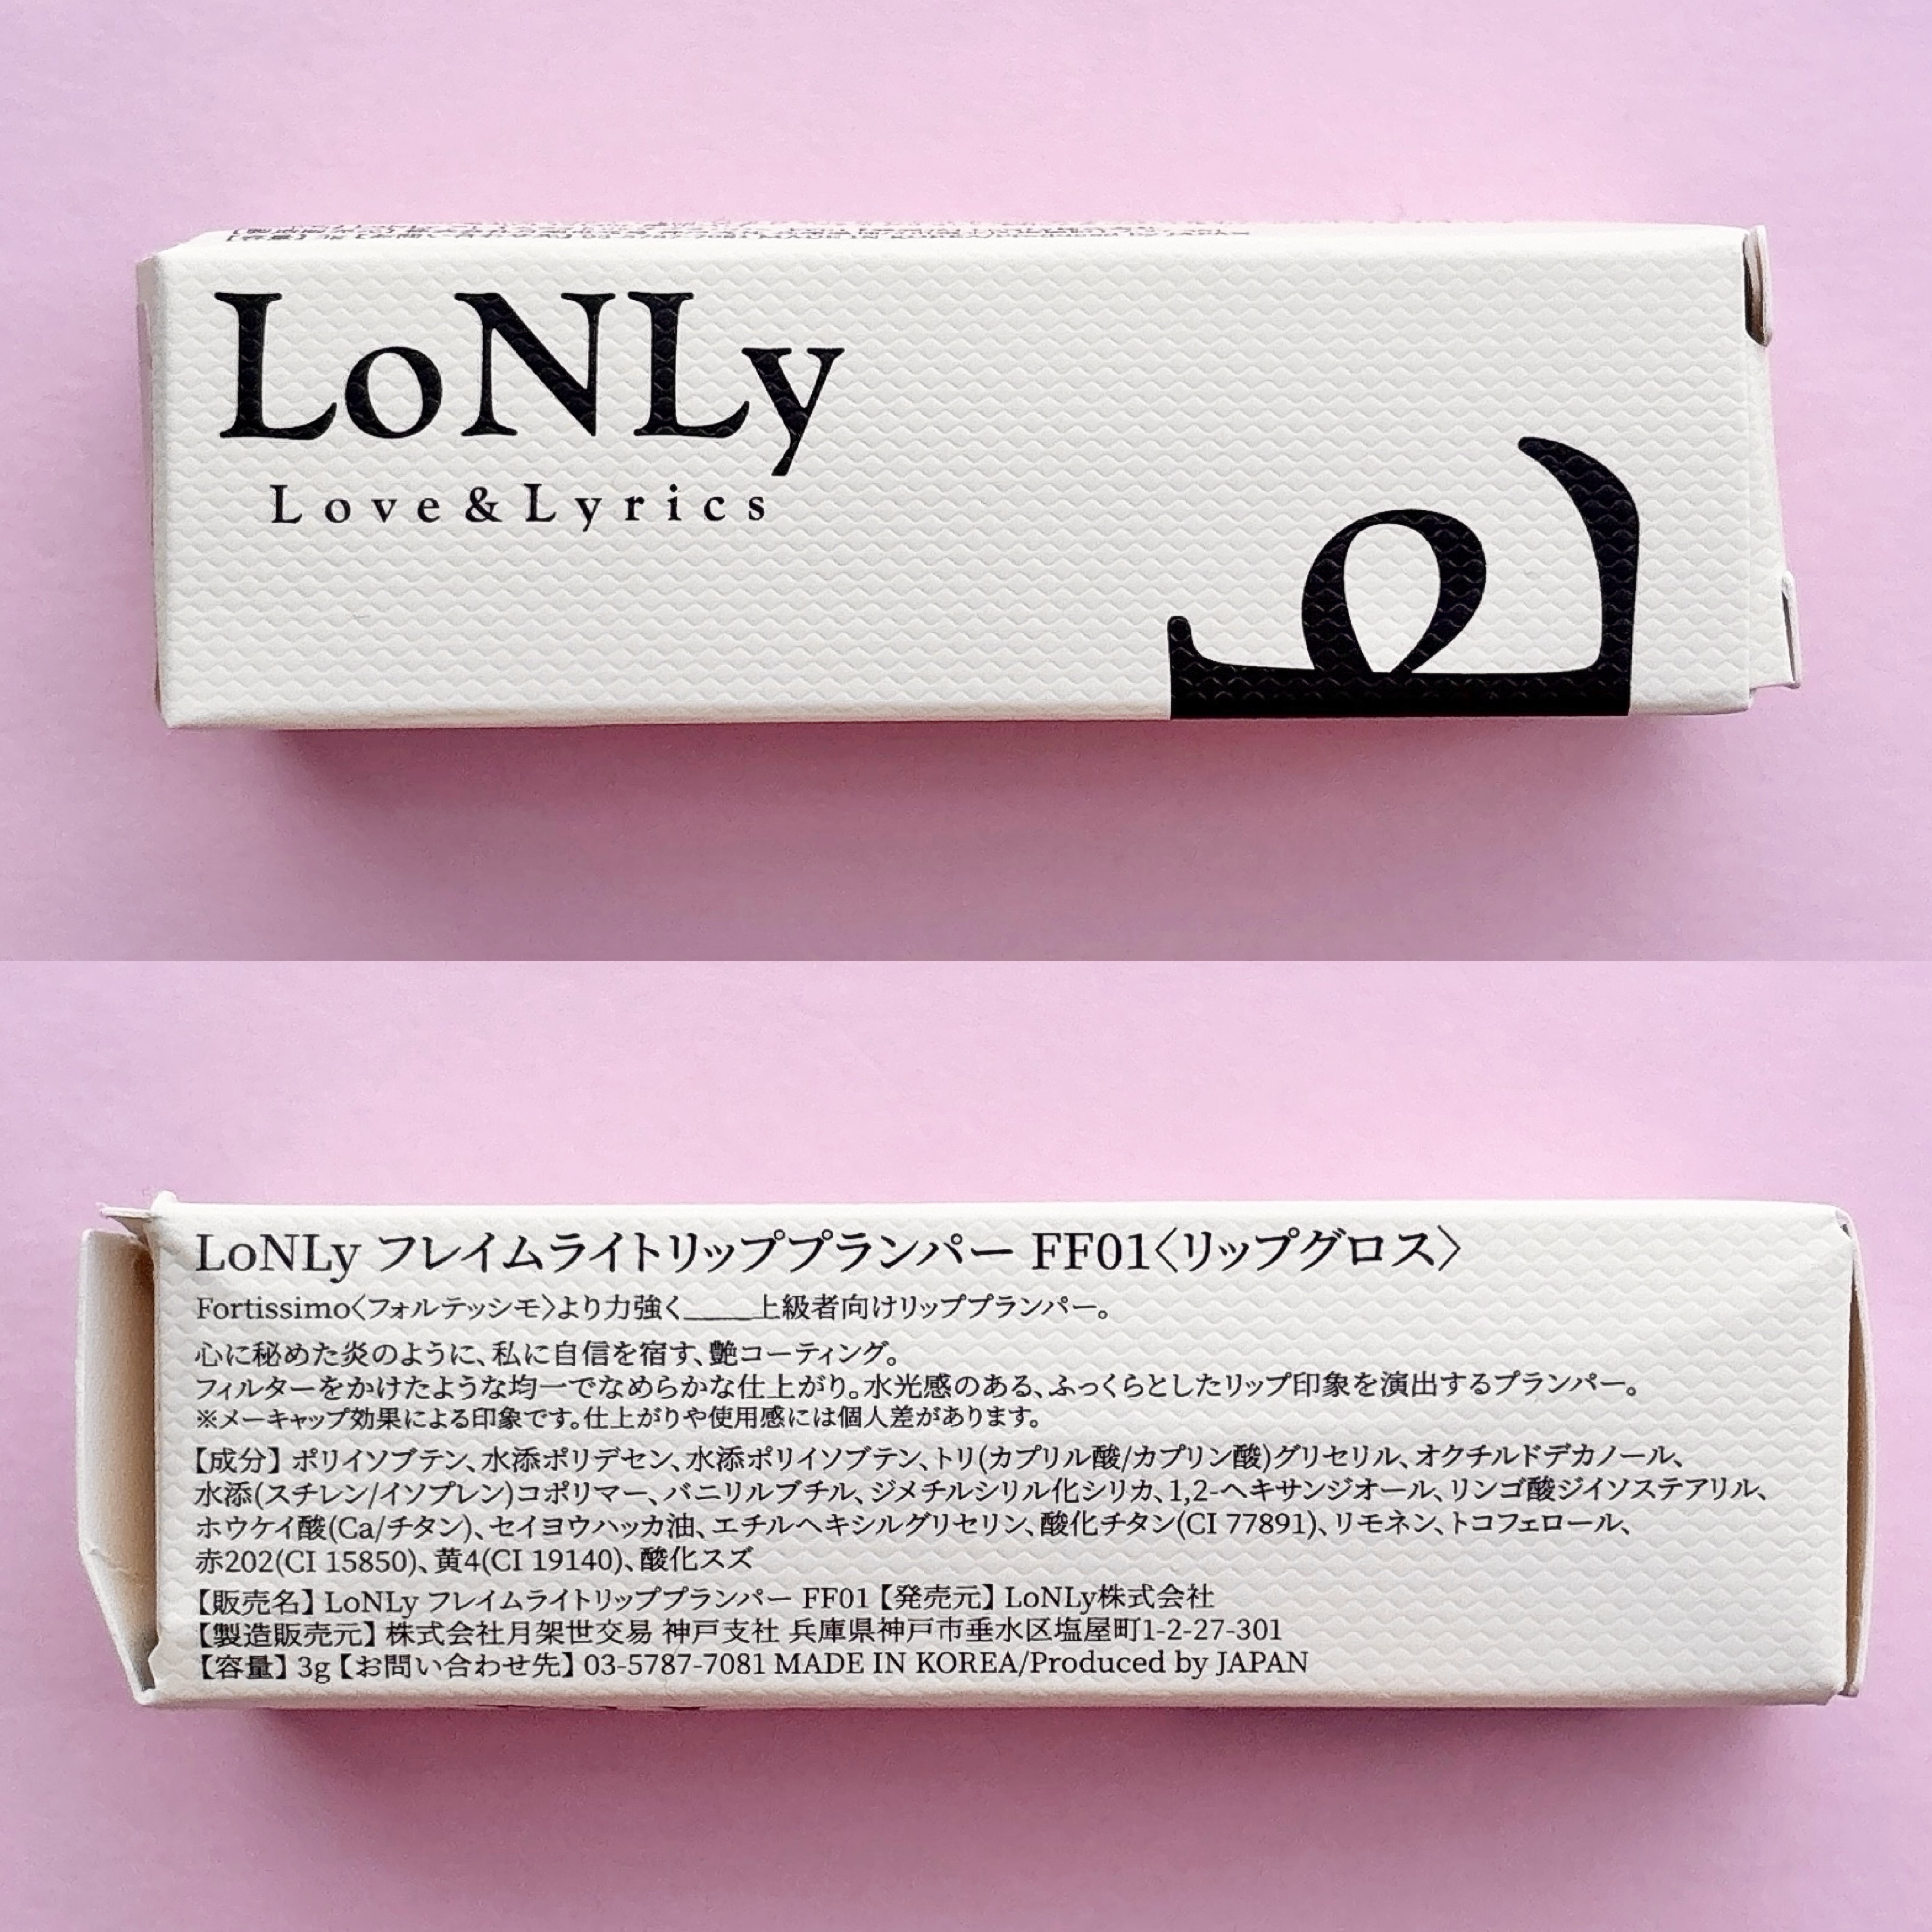 LoNLy
Love&Lyrics
LoNLy フレイムライトリッププランパー FF01〈リップグロス〉
Fortissimo〈フォルテッシモ〉より力強く____上級者向けリッププランパー。
心に秘めた炎のように、私に自信を宿す、艶コーティング。
フィルターをかけたような均一でなめらかな仕上がり。水光感のある、ふっくらとしたリップ印象を演出するプランパー。
※メーキャップ効果による印象です。仕上がりや使用感には個人差があります。
【成分】ポリイソブテン、水添ポリデセン、水添ポリイソブテン、トリ(カプリル酸/カプリン酸)グリセリル、オクチルドデカノール、
水添(スチレン/イソプレン)コポリマー、バニリルブチル、ジメチルシリル化シリカ、1,2-ヘキサンジオール、リンゴ酸ジイソステアリル、
ホウケイ酸(Ca/チタン)、セイヨウハッカ油、エチルヘキシルグリセリン、酸化チタン(CI 77891)、リモネン、トコフェロール、
赤202(CI 15850)、黄4(CI 19140)、酸化スズ
【販売名】LoNLy フレイムライトリッププランパー FF01【発売元】LoNLy株式会社
【製造販売元】株式会社月架世交易 神戸支社 兵庫県神戸市垂水区塩屋町1-2-27-301
【容量】3g【お問い合わせ先】03-5787-7081 MADE IN KOREA/Produced by JAPAN